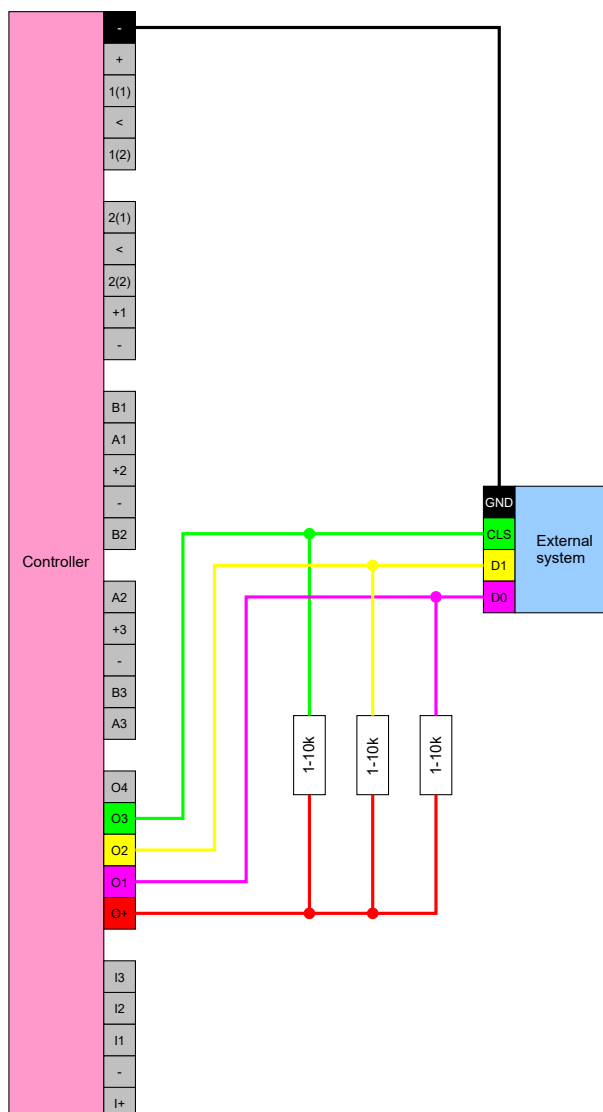 -
+
1(1)
<
1(2)
2(1)
<
2(2)
+1
-
B1
A1
+2
-
B2
Controller
A2
+3
-
B3
A3
O4
O3
O2
O1
O+
I3
I2
I1
-
I+
GND
CLS
D1
D0
External
system
1-10k
1-10k
1-10k